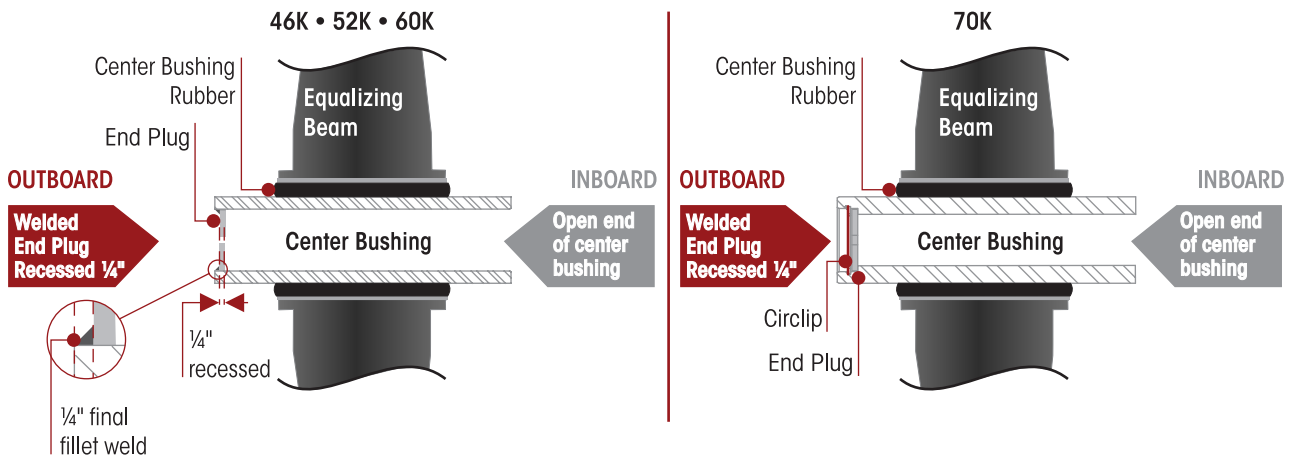 46K • 52K • 60K
Center Bushing
Rubber
End Plug
Equalizing
Beam
OUTBOARD
INBOARD
Welded
End Plug
Recessed ¼"
Center Bushing
Open end
of center
bushing
¼"
recessed
¼" final
fillet weld
70K
Center Bushing
Rubber
Equalizing
Beam
OUTBOARD
INBOARD
Welded
End Plug
Recessed ¼"
Center Bushing
Open end
of center
bushing
Circlip
End Plug